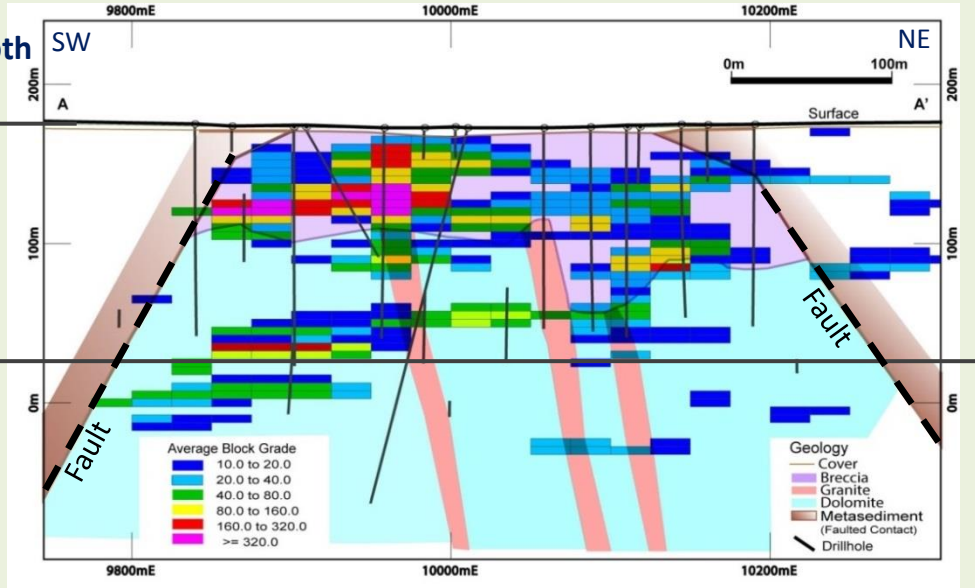 9800mE 10000mE 10200mE
oth
SW
NE
0m 100m
200m
200m
A
Surface
A'
100m
100m
0m
0m
Fault
Fault
Average Block Grade
10.0 to 20.0
20.0 to 40.0
40.0 to 80.0
80.0 to 160.0
160.0 to 320.0
>= 320.0
Geology
Cover
Breccia
Granite
Dolomite
Metasediment
(Faulted Contact)
Drillhole
9800mE 10000mE 10200mE